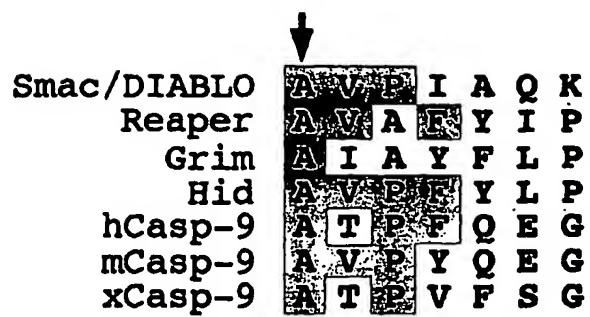 Smac/DIABLO A V P I A Q K
Reaper A V A F Y I P
Grim A I A Y F L P
Hid A V P F Y L P
hCasp-9 A T P F Q E G
mCasp-9 A V P Y Q E G
xCasp-9 A T P V F S G